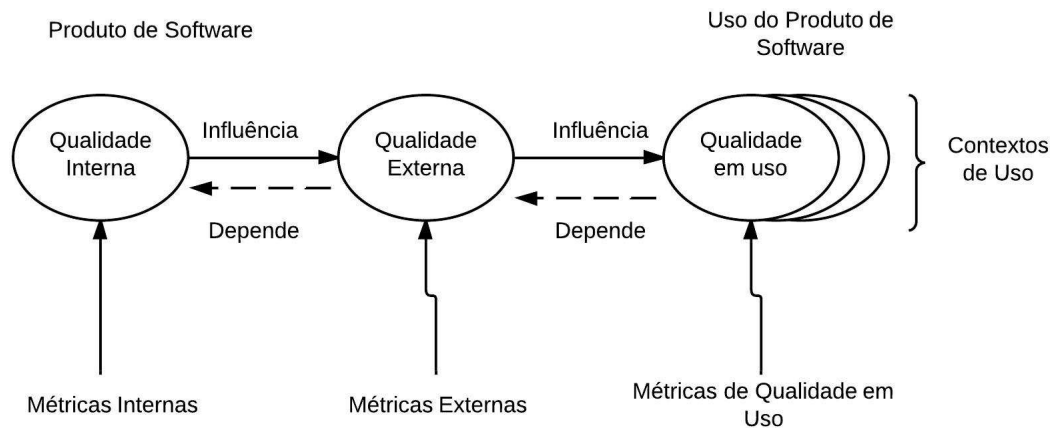 Produto de Software
Uso do Produto de
Software
Qualidade
Interna
Influência
Qualidade
Externa
Influência
Qualidade
em uso
Contextos
de Uso
Depende
Depende
Métricas Internas
Métricas Externas
Métricas de Qualidade em
Uso